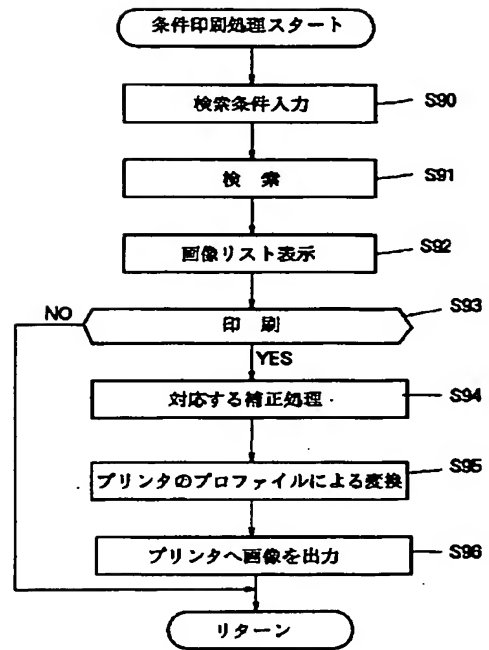 条件印刷処理スタート
検索条件入力
S90
検 索
S91
画像リスト表示
S92
印 刷
S93
NO
YES
対応する補正処理
S94
プリンタのプロファイルによる変換
S95
プリンタへ画像を出力
S96
リターン